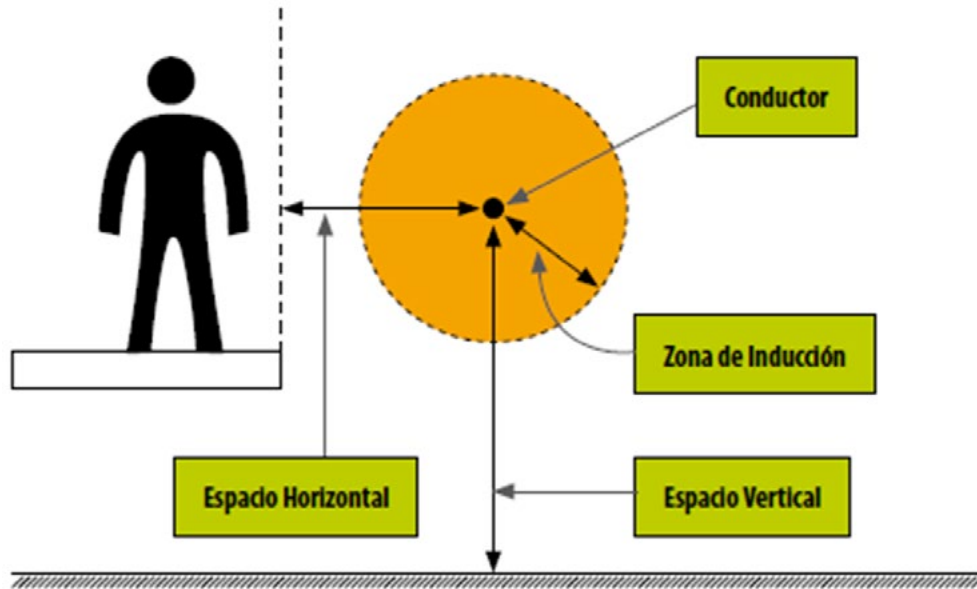 Conductor
Zona de Inducción
Espacio Horizontal
Espacio Vertical